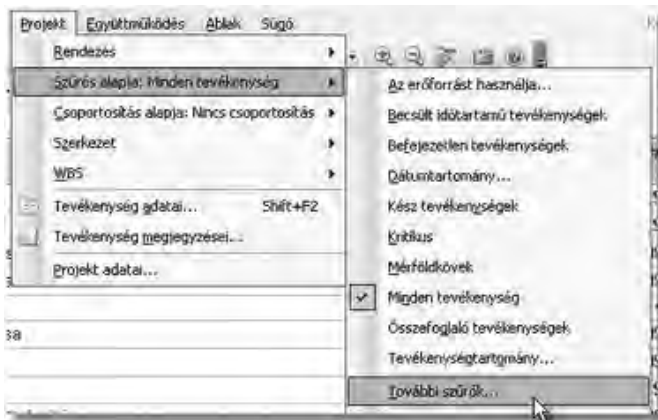 Projekt Együttműködés Ablak Súgó
Rendezés
Szűrés alapja: Minden tevékenység
Csoportosítás alapja: Nincs csoportosítás
Szerkezet
WBS
Tevékenység adatai... Shift+F2
Tevékenység megjegyzései...
Projekt adatai...
Az erőforrást használja...
Becsült időtartamú tevékenységek
Befejezetlen tevékenységek
Dátumtartomány...
Kész tevékenységek
Kritikus
Mérföldkövek
Minden tevékenység
Összefoglaló tevékenységek
Tevékenységtartomány...
További szűrők...